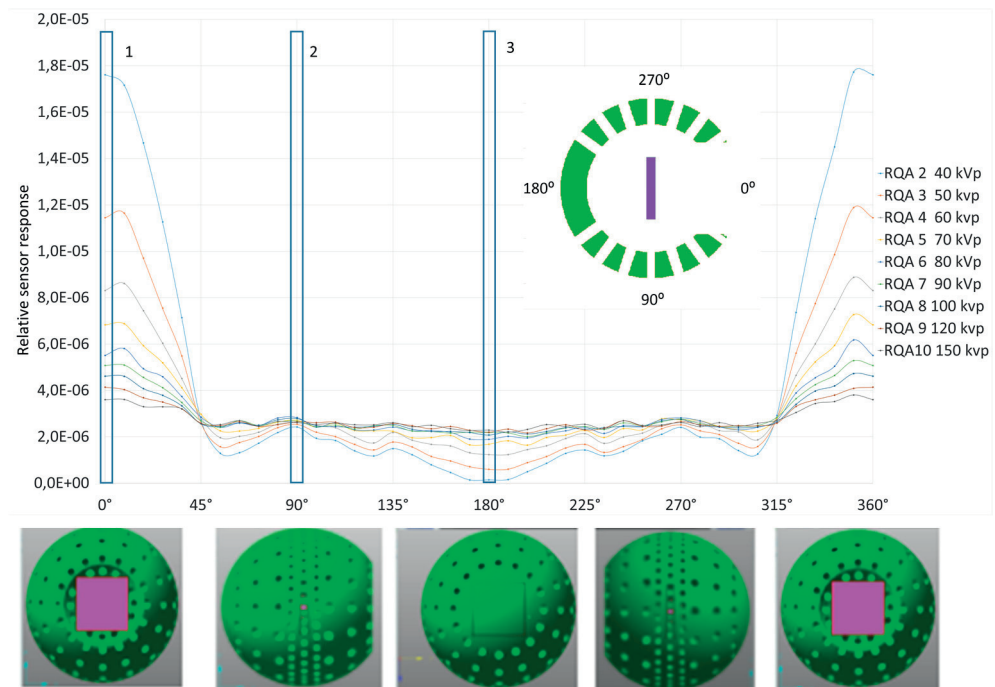 2,0E-05
1,8E-05
1,6E-05
1,4E-05
1,2E-05
1,0E-05
8,0E-06
6,0E-06
4,0E-06
2,0E-06
0,0E+00
Relative sensor response
1
2
3
270º
180º
0º
90º
RQA 2 40 kVp
RQA 3 50 kvp
RQA 4 60 kvp
RQA 5 70 kvp
RQA 6 80 kvp
RQA 7 90 kVp
RQA 8 100 kvp
RQA 9 120 kvp
RQA10 150 kvp
0° 45° 90° 135° 180° 225° 270° 315° 360°